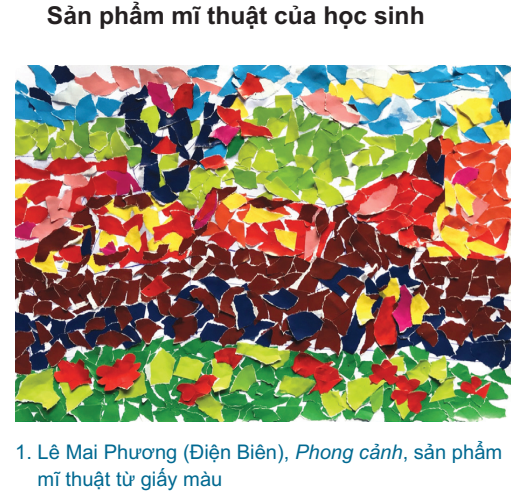 Sản phẩm mĩ thuật của học sinh
1. Lê Mai Phương (Điện Biên), Phong cảnh, sản phẩm
mĩ thuật từ giấy màu